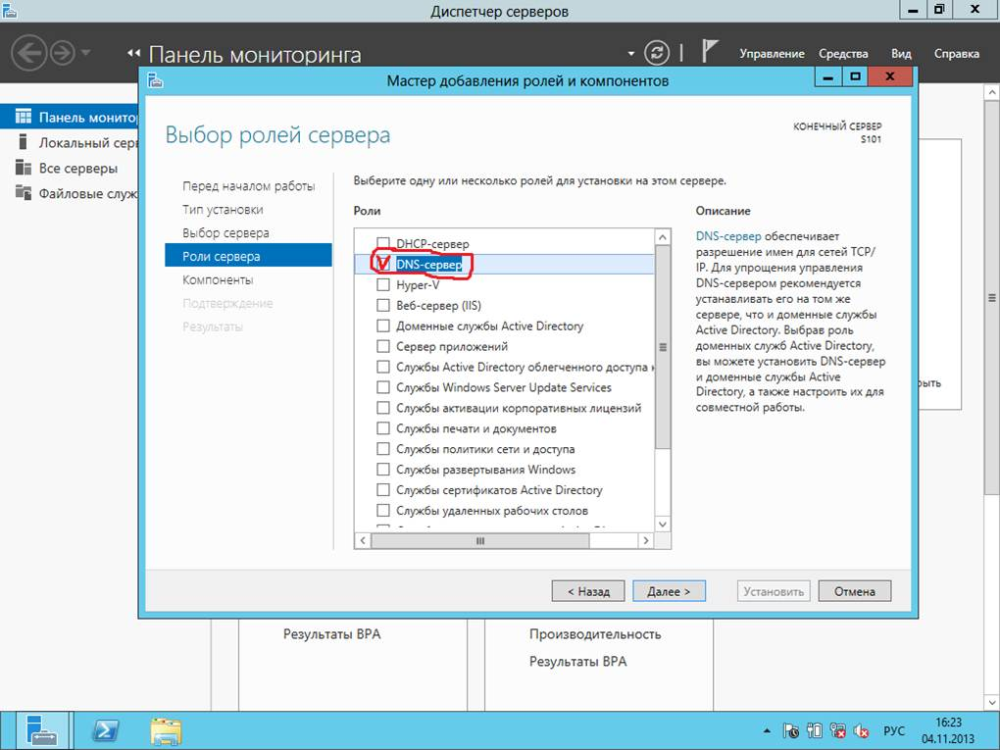 Диспетчер серверов
Панель мониторинга
Управление Средства Вид Справка
Мастер добавления ролей и компонентов
Панель монито
Локальный сер
Все серверы
Файловые служ
Выбор ролей сервера
КОНЕЧНЫЙ СЕРВЕР
S101
Перед началом работы
Тип установки
Выбор сервера
Роли сервера
Компоненты
Подтверждение
Результаты
Выберите одну или несколько ролей для установки на этом сервере.
Роли
DHCP-сервер
DNS-сервер
Hyper-V
Веб-сервер (IIS)
Доменные службы Active Directory
Сервер приложений
Службы Active Directory облегченного доступа к
Службы Windows Server Update Services
Службы активации корпоративных лицензий
Службы печати и документов
Службы политики сети и доступа
Службы развертывания Windows
Службы сертификатов Active Directory
Службы удаленных рабочих столов
Описание
DNS-сервер обеспечивает
разрешение имен для сетей TCP/
IP. Для упрощения управления
DNS-сервером рекомендуется
устанавливать его на том же
сервере, что и доменные службы
Active Directory. Выбрав роль
доменных служб Active Directory,
вы можете установить DNS-сервер
и доменные службы Active
Directory, а также настроить их для
совместной работы.
рыть
< Назад Далее > Установить Отмена
Результаты BPA
Производительность
Результаты BPA
РУС
16:23
04.11.2013